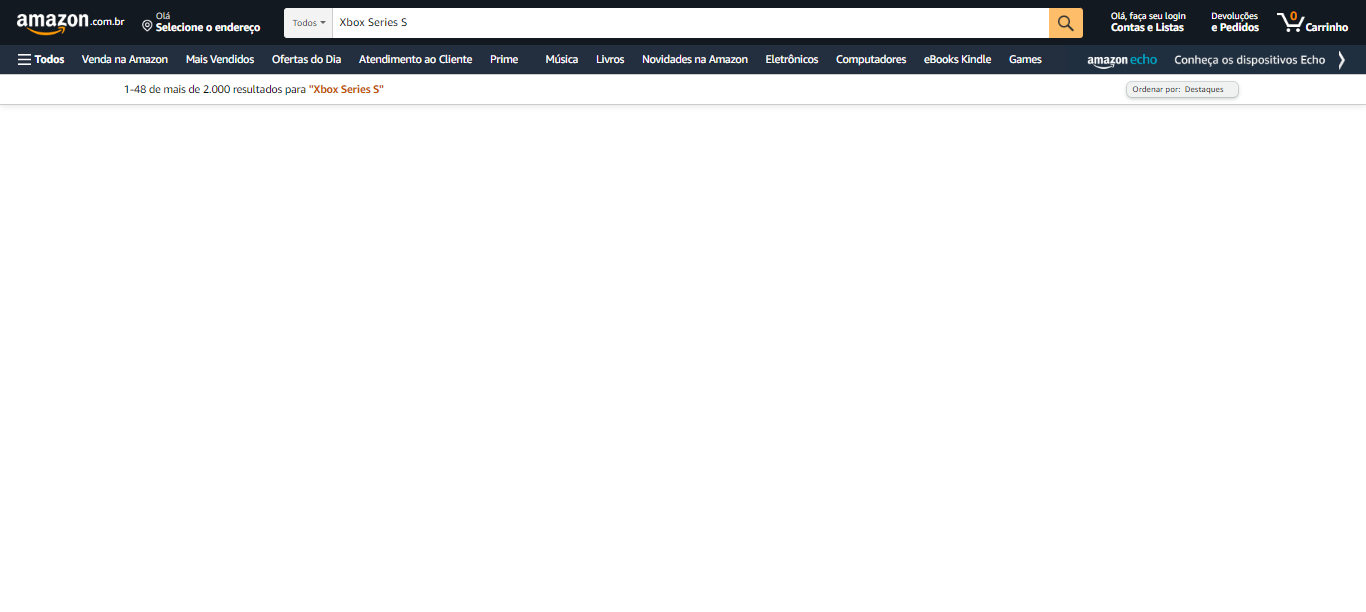 amazon.com.br
Olá
Selecione o endereço
Todos
Xbox Series S
Olá, faça seu login
Contas e Listas
Devoluções
e Pedidos
0
Carrinho
Todos
Venda na Amazon
Mais Vendidos
Ofertas do Dia
Atendimento ao Cliente
Prime
Música
Livros
Novidades na Amazon
Eletrônicos
Computadores
eBooks Kindle
Games
amazon echo
Conheça os dispositivos Echo
1-48 de mais de 2.000 resultados para "Xbox Series S"
Ordenar por: Destaques